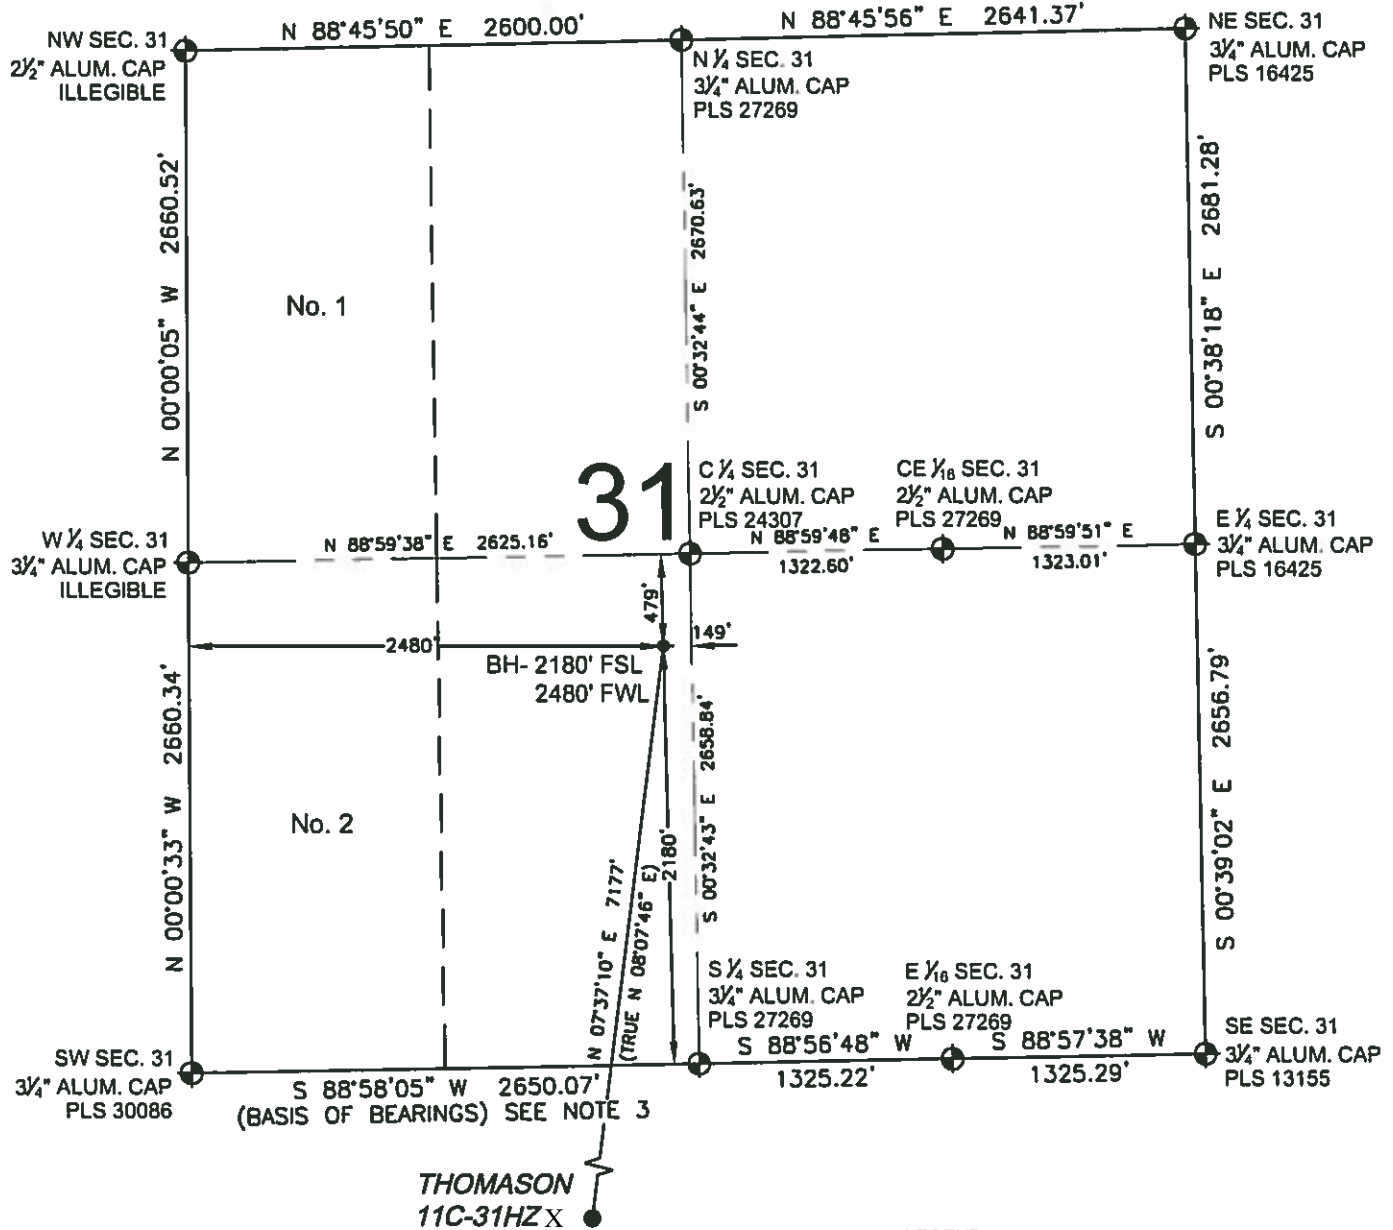 N 88°45'50" E 2600.00'
N 88°45'56" E 2641.37'
NW SEC. 31
2½" ALUM. CAP
ILLEGIBLE
N ¼ SEC. 31
3¼" ALUM. CAP
PLS 27269
NE SEC. 31
3¼" ALUM. CAP
PLS 16425
N 00°00'05" W 2660.52'
No. 1
S 00°32'44" E 2670.63'
S 00°38'18" E 2681.28'
31
C ¼ SEC. 31
2½" ALUM. CAP
PLS 24307
CE 1/16 SEC. 31
2½" ALUM. CAP
PLS 27269
W ¼ SEC. 31
3¼" ALUM. CAP
ILLEGIBLE
N 88°59'38" E 2625.16'
N 88°59'48" E
1322.60'
N 88°59'51" E
1323.01'
E ¼ SEC. 31
3¼" ALUM. CAP
PLS 16425
479'
149'
2480'
BH- 2180' FSL
2480' FWL
N 00°00'33" W 2660.34'
No. 2
N 07°37'10" E 7177'
(TRUE N 08°07'46" E)
2180'
S 00°32'43" E 2658.84'
S 00°39'02" E 2656.79'
S ¼ SEC. 31
3¼" ALUM. CAP
PLS 27269
E 1/16 SEC. 31
2½" ALUM. CAP
PLS 27269
SW SEC. 31
3¼" ALUM. CAP
PLS 30086
S 88°58'05" W 2650.07'
(BASIS OF BEARINGS) SEE NOTE 3
S 88°56'48" W
1325.22'
S 88°57'38" W
1325.29'
SE SEC. 31
3¼" ALUM. CAP
PLS 13155
THOMASON
11C-31HZ X